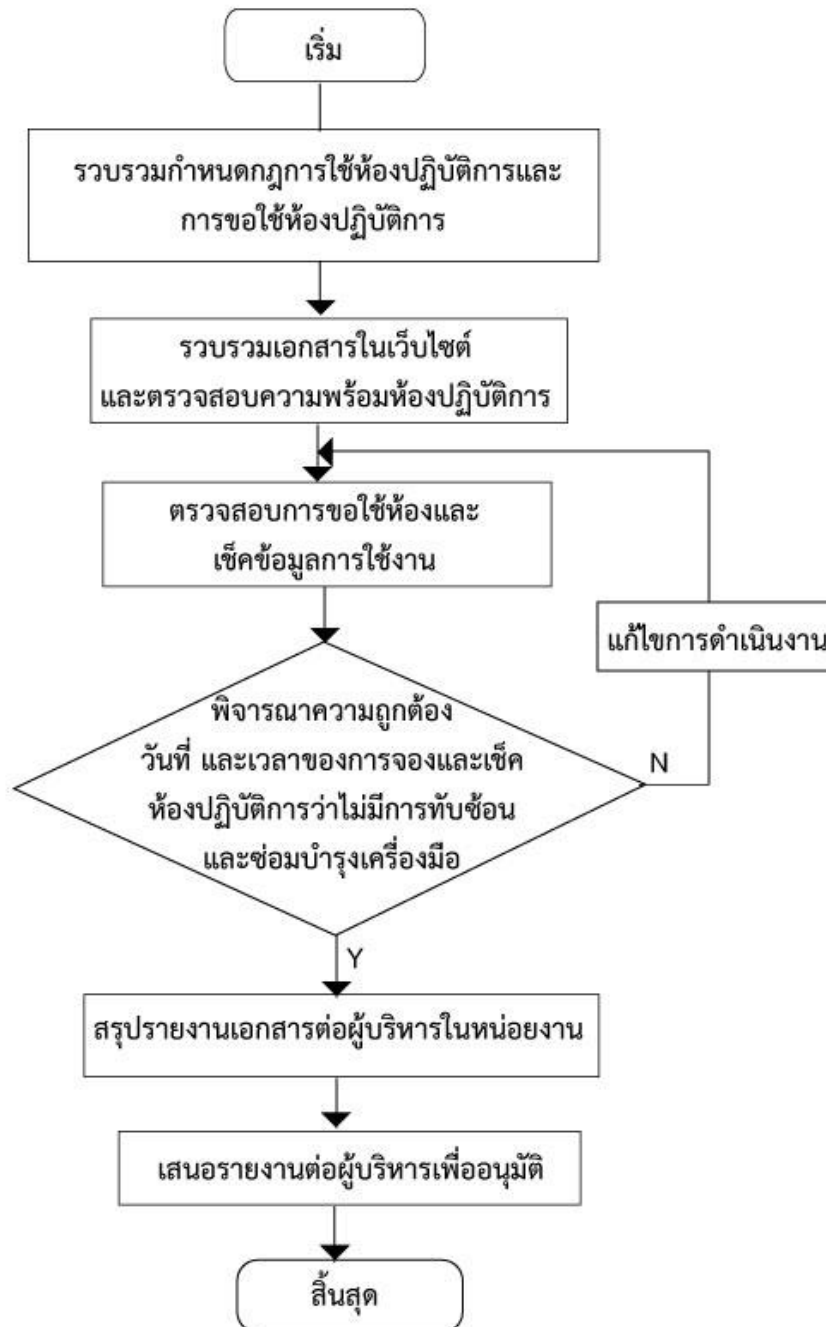 เริ่ม
รวบรวมกำหนดกฎการใช้ห้องปฏิบัติการและ
การขอใช้ห้องปฏิบัติการ
รวบรวมเอกสารในเว็บไซต์
และตรวจสอบความพร้อมห้องปฏิบัติการ
ตรวจสอบการขอใช้ห้องและ
เช็คข้อมูลการใช้งาน
แก้ไขการดำเนินงาน
พิจารณาความถูกต้อง
วันที่ และเวลาของการจองและเช็ค
ห้องปฏิบัติการว่าไม่มีการทับซ้อน
และซ่อมบำรุงเครื่องมือ
N
Y
สรุปรายงานเอกสารต่อผู้บริหารในหน่อยงาน
เสนอรายงานต่อผู้บริหารเพื่ออนุมัติ
สิ้นสุด